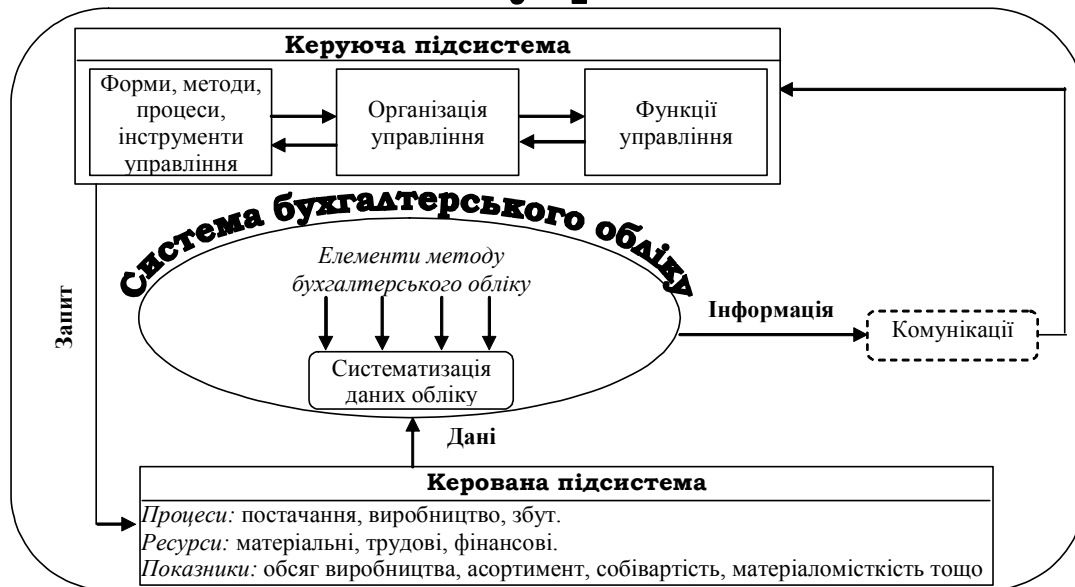 Керуюча підсистема
Форми, методи,
процеси,
інструменти
управління
Організація
управління
Функції
управління
Система бухгалтерського обліку
Елементи методу
бухгалтерського обліку
Систематизація
даних обліку
Запит
Інформація
Комунікації
Дані
Керована підсистема
Процеси: постачання, виробництво, збут.
Ресурси: матеріальні, трудові, фінансові.
Показники: обсяг виробництва, асортимент, собівартість, матеріаломісткість тощо